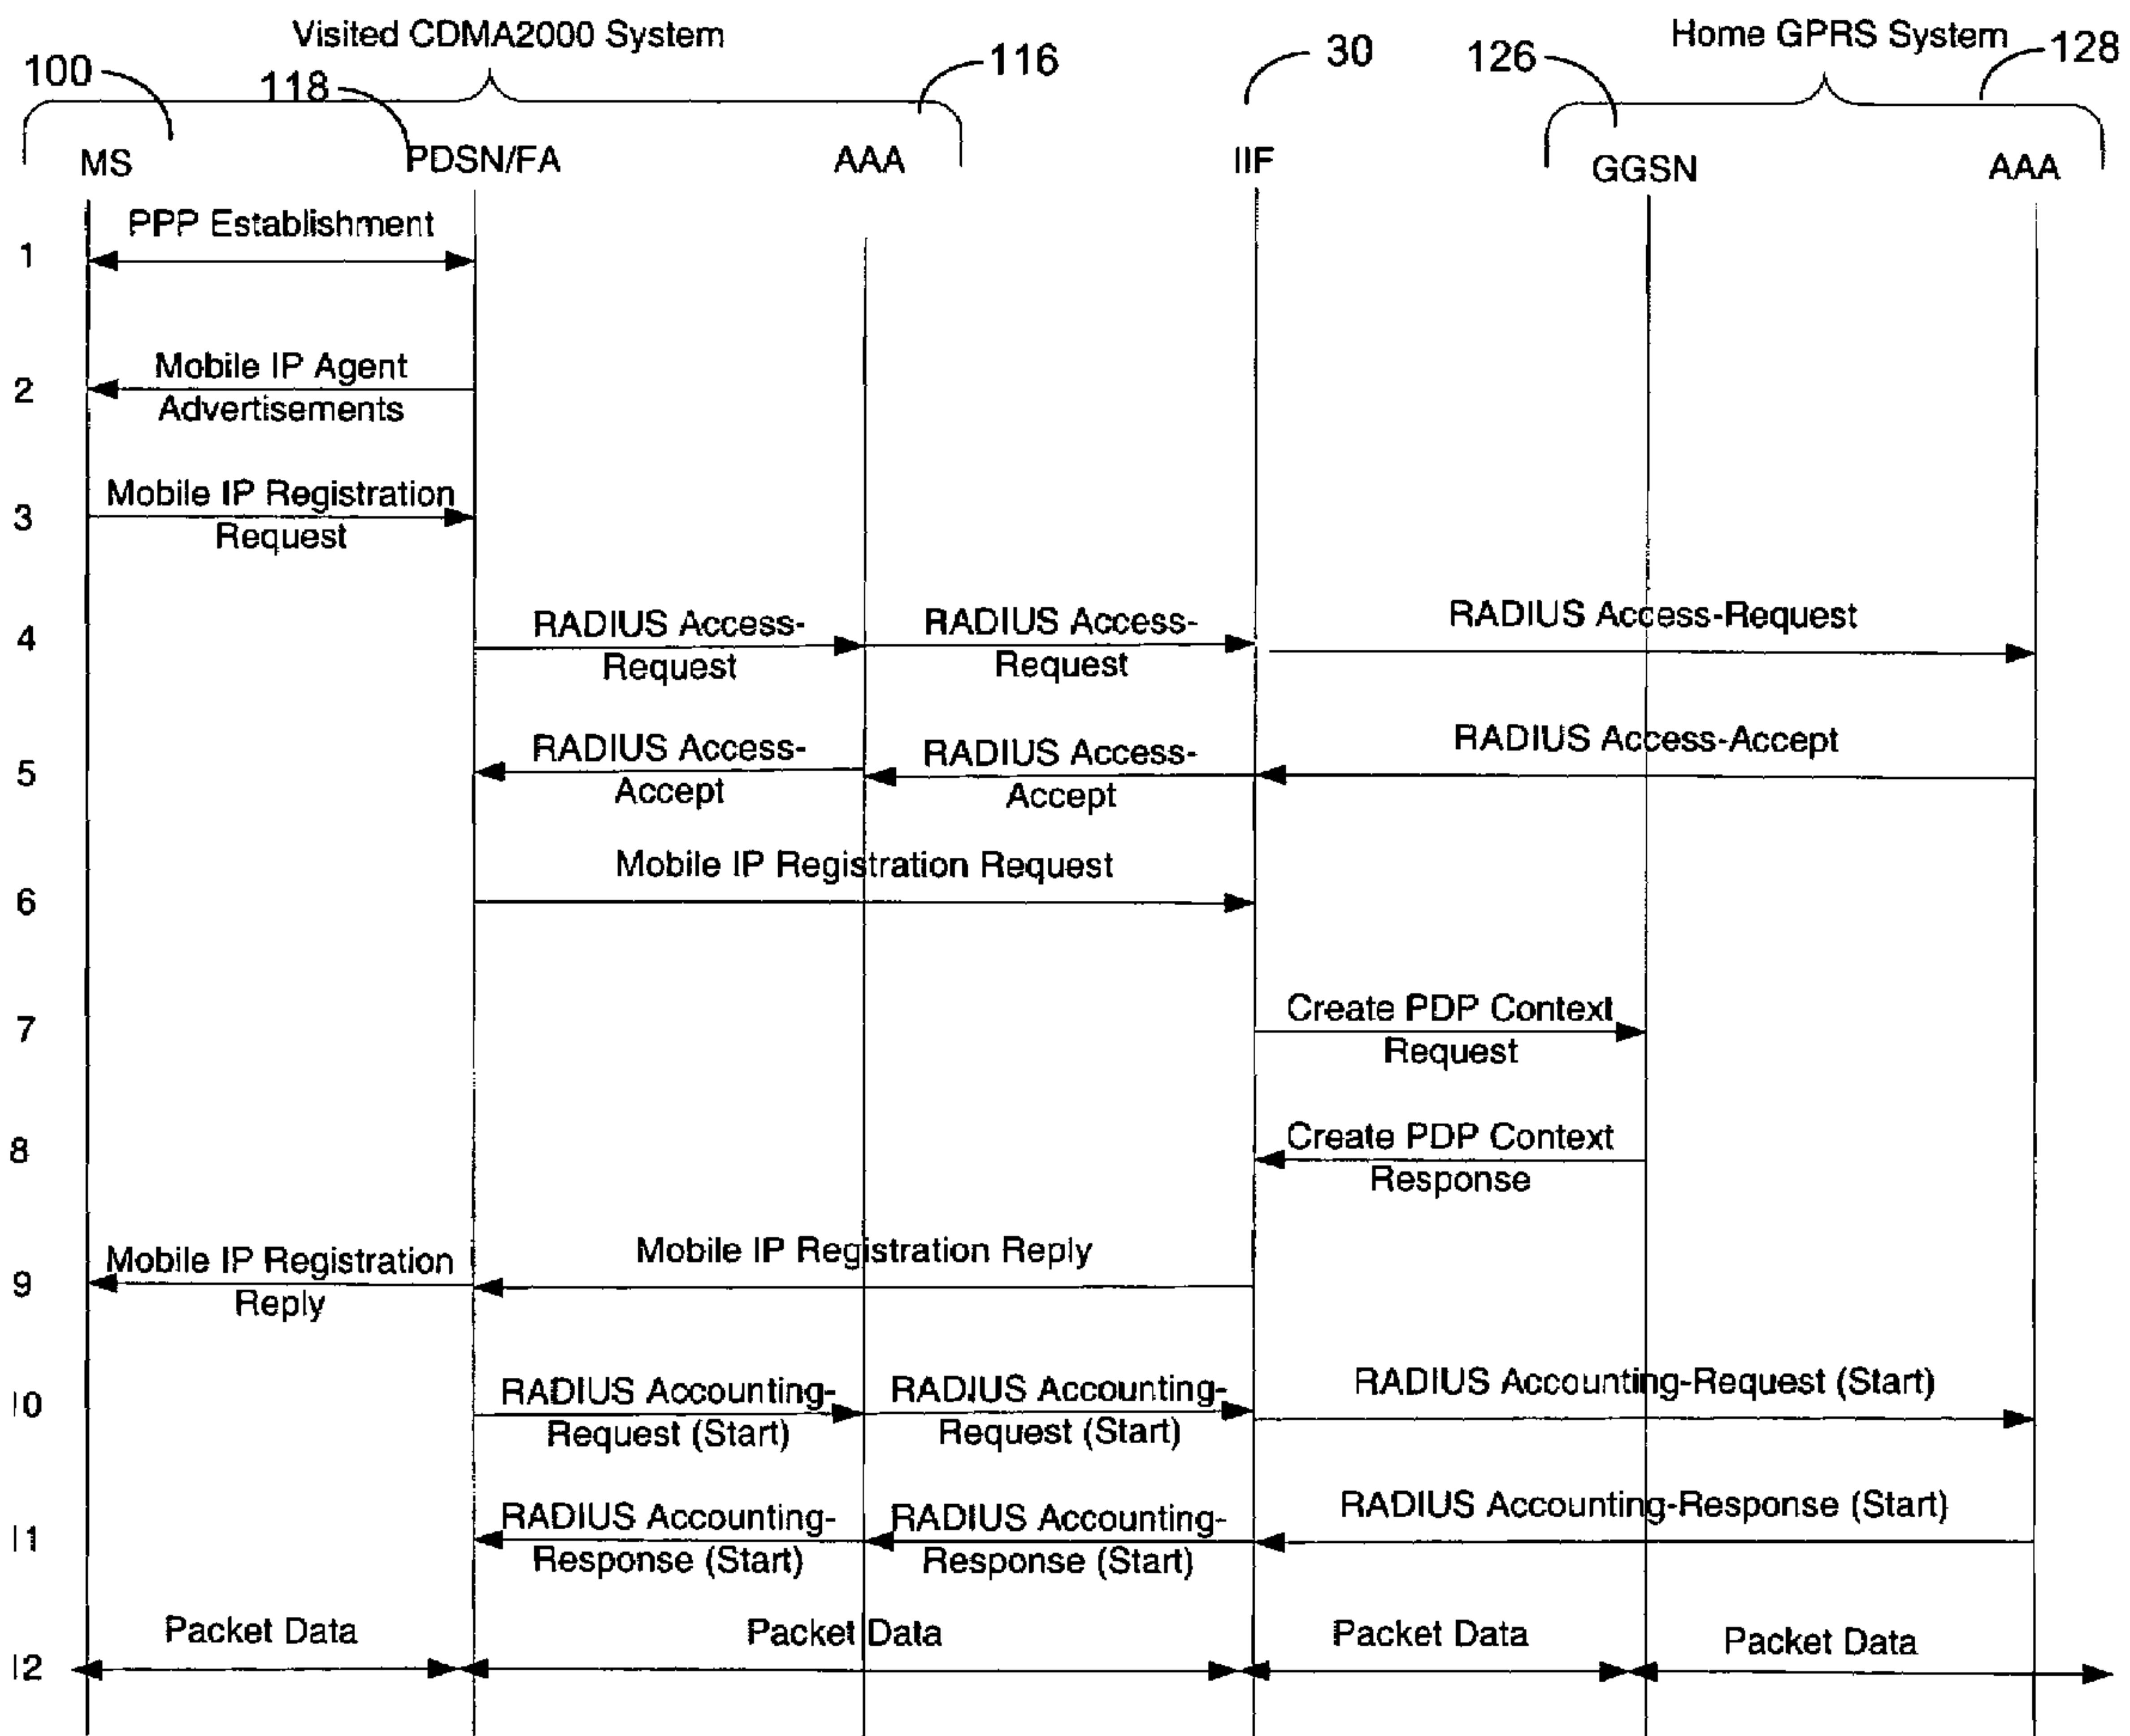 Visited CDMA2000 System
Home GPRS System
100
118
116
30
126
128
MS
PDSN/FA
AAA
IIF
GGSN
AAA
PPP Establishment
1
Mobile IP Agent
2
Advertisements
Mobile IP Registration
3
Request
RADIUS Access-
RADIUS Access-
RADIUS Access-Request
4
Request
Request
RADIUS Access-
RADIUS Access-
RADIUS Access-Accept
5
Accept
Accept
Mobile IP Registration Request
6
Create PDP Context
7
Request
Create PDP Context
8
Response
Mobile IP Registration
Mobile IP Registration Reply
9
Reply
RADIUS Accounting-
RADIUS Accounting-
RADIUS Accounting-Request (Start)
10
Request (Start)
Request (Start)
RADIUS Accounting-
RADIUS Accounting-
RADIUS Accounting-Response (Start)
11
Response (Start)
Response (Start)
Packet Data
Packet Data
Packet Data
Packet Data
12